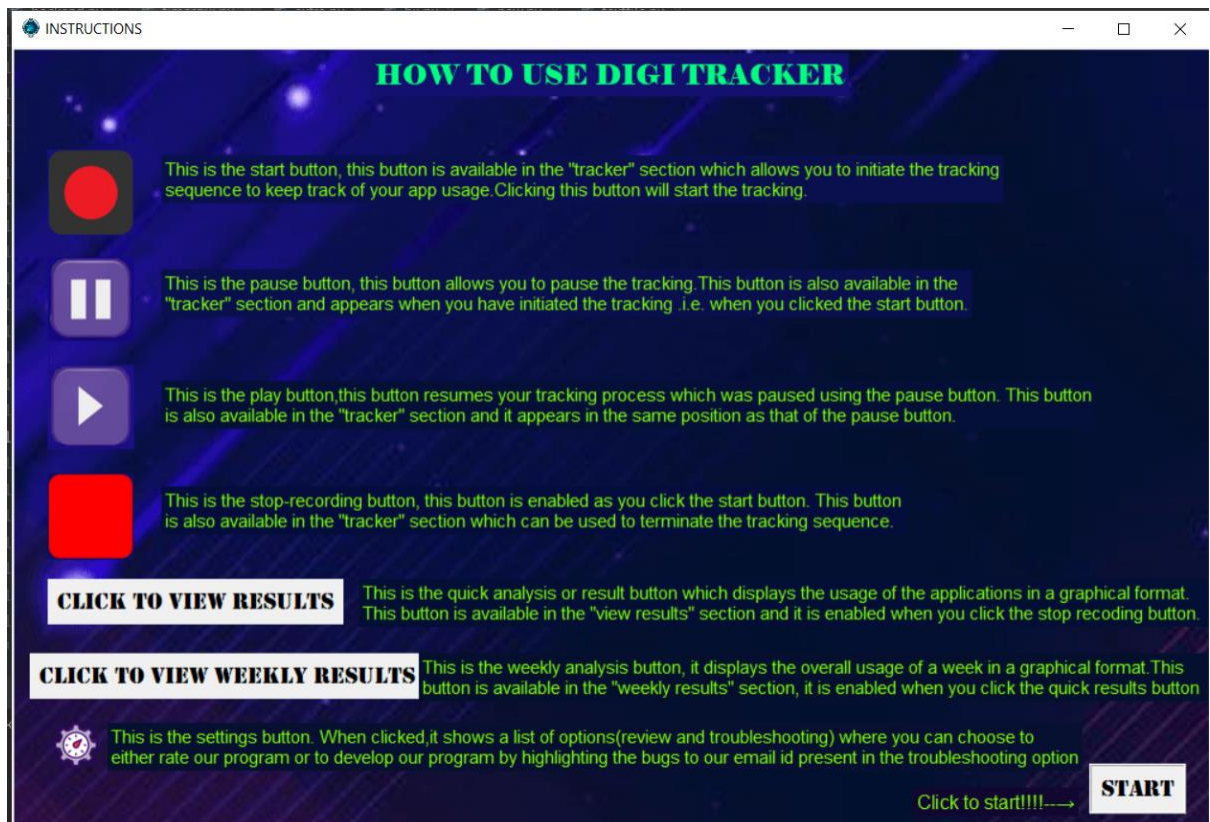 INSTRUCTIONS
HOW TO USE DIGI TRACKER
This is the start button, this button is available in the "tracker" section which allows you to initiate the tracking
sequence to keep track of your app usage.Clicking this button will start the tracking.
This is the pause button, this button allows you to pause the tracking.This button is also available in the
"tracker" section and appears when you have initiated the tracking .i.e. when you clicked the start button.
This is the play button,this button resumes your tracking process which was paused using the pause button. This button
is also available in the "tracker" section and it appears in the same position as that of the pause button.
This is the stop-recording button, this button is enabled as you click the start button. This button
is also available in the "tracker" section which can be used to terminate the tracking sequence.
CLICK TO VIEW RESULTS
This is the quick analysis or result button which displays the usage of the applications in a graphical format.
This button is available in the "view results" section and it is enabled when you click the stop recoding button.
CLICK TO VIEW WEEKLY RESULTS
This is the weekly analysis button, it displays the overall usage of a week in a graphical format.This
button is available in the "weekly results" section, it is enabled when you click the quick results button
This is the settings button. When clicked,it shows a list of options(review and troubleshooting) where you can choose to
either rate our program or to develop our program by highlighting the bugs to our email id present in the troubleshooting option
Click to start!!!!---→
START